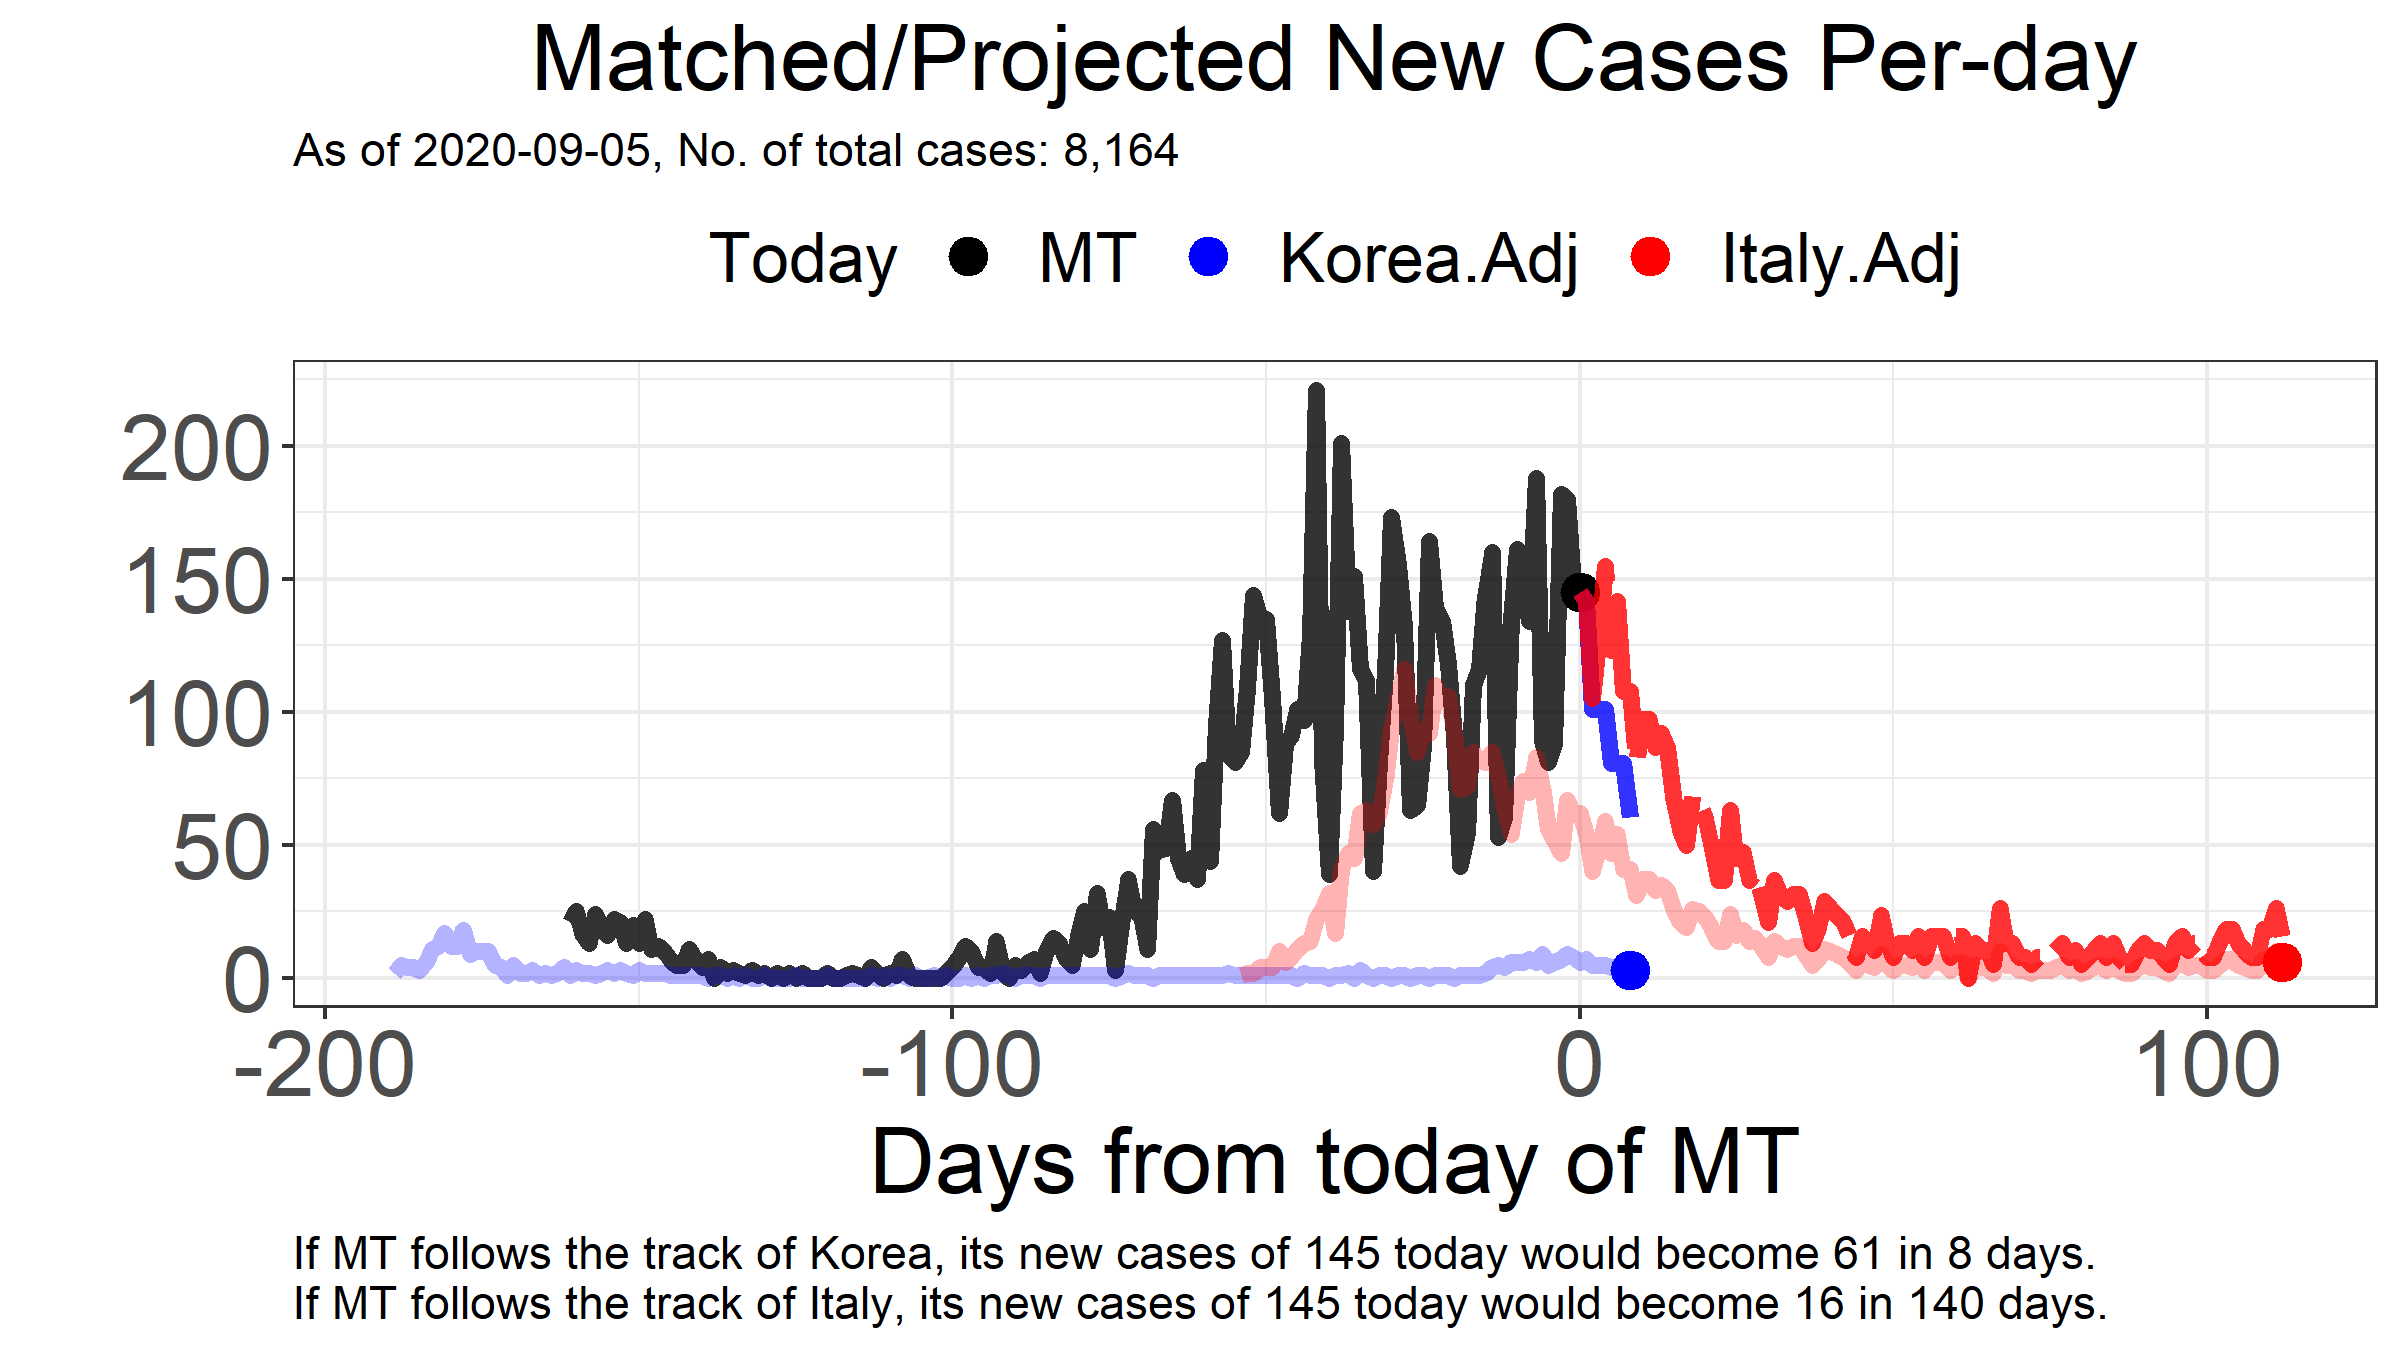 Matched/Projected New Cases Per-day
As of 2020-09-05, No. of total cases: 8,164
Today MT Korea.Adj Italy.Adj
200
150
100
50
0
-200 -100 0 100
Days from today of MT
If MT follows the track of Korea, its new cases of 145 today would become 61 in 8 days.
If MT follows the track of Italy, its new cases of 145 today would become 16 in 140 days.